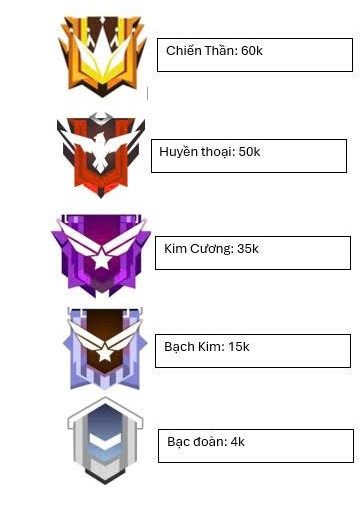 Chiến Thần: 60k
Huyền thoại: 50k
Kim Cương: 35k
Bạch Kim: 15k
Bạc đoàn: 4k